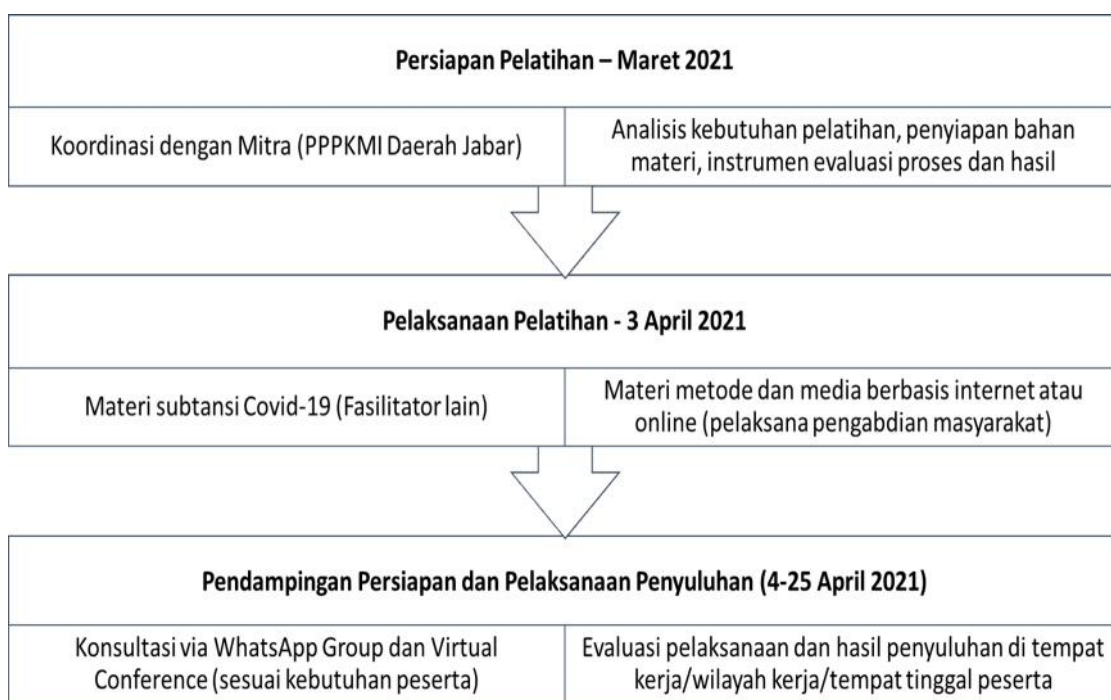 Persiapan Pelatihan – Maret 2021
Koordinasi dengan Mitra (PPPKMI Daerah Jabar)
Analisis kebutuhan pelatihan, penyiapan bahan
materi, instrumen evaluasi proses dan hasil
Pelaksanaan Pelatihan - 3 April 2021
Materi subtansi Covid-19 (Fasilitator lain)
Materi metode dan media berbasis internet atau
online (pelaksana pengabdian masyarakat)
Pendampingan Persiapan dan Pelaksanaan Penyuluhan (4-25 April 2021)
Konsultasi via WhatsApp Group dan Virtual
Conference (sesuai kebutuhan peserta)
Evaluasi pelaksanaan dan hasil penyuluhan di tempat
kerja/wilayah kerja/tempat tinggal peserta